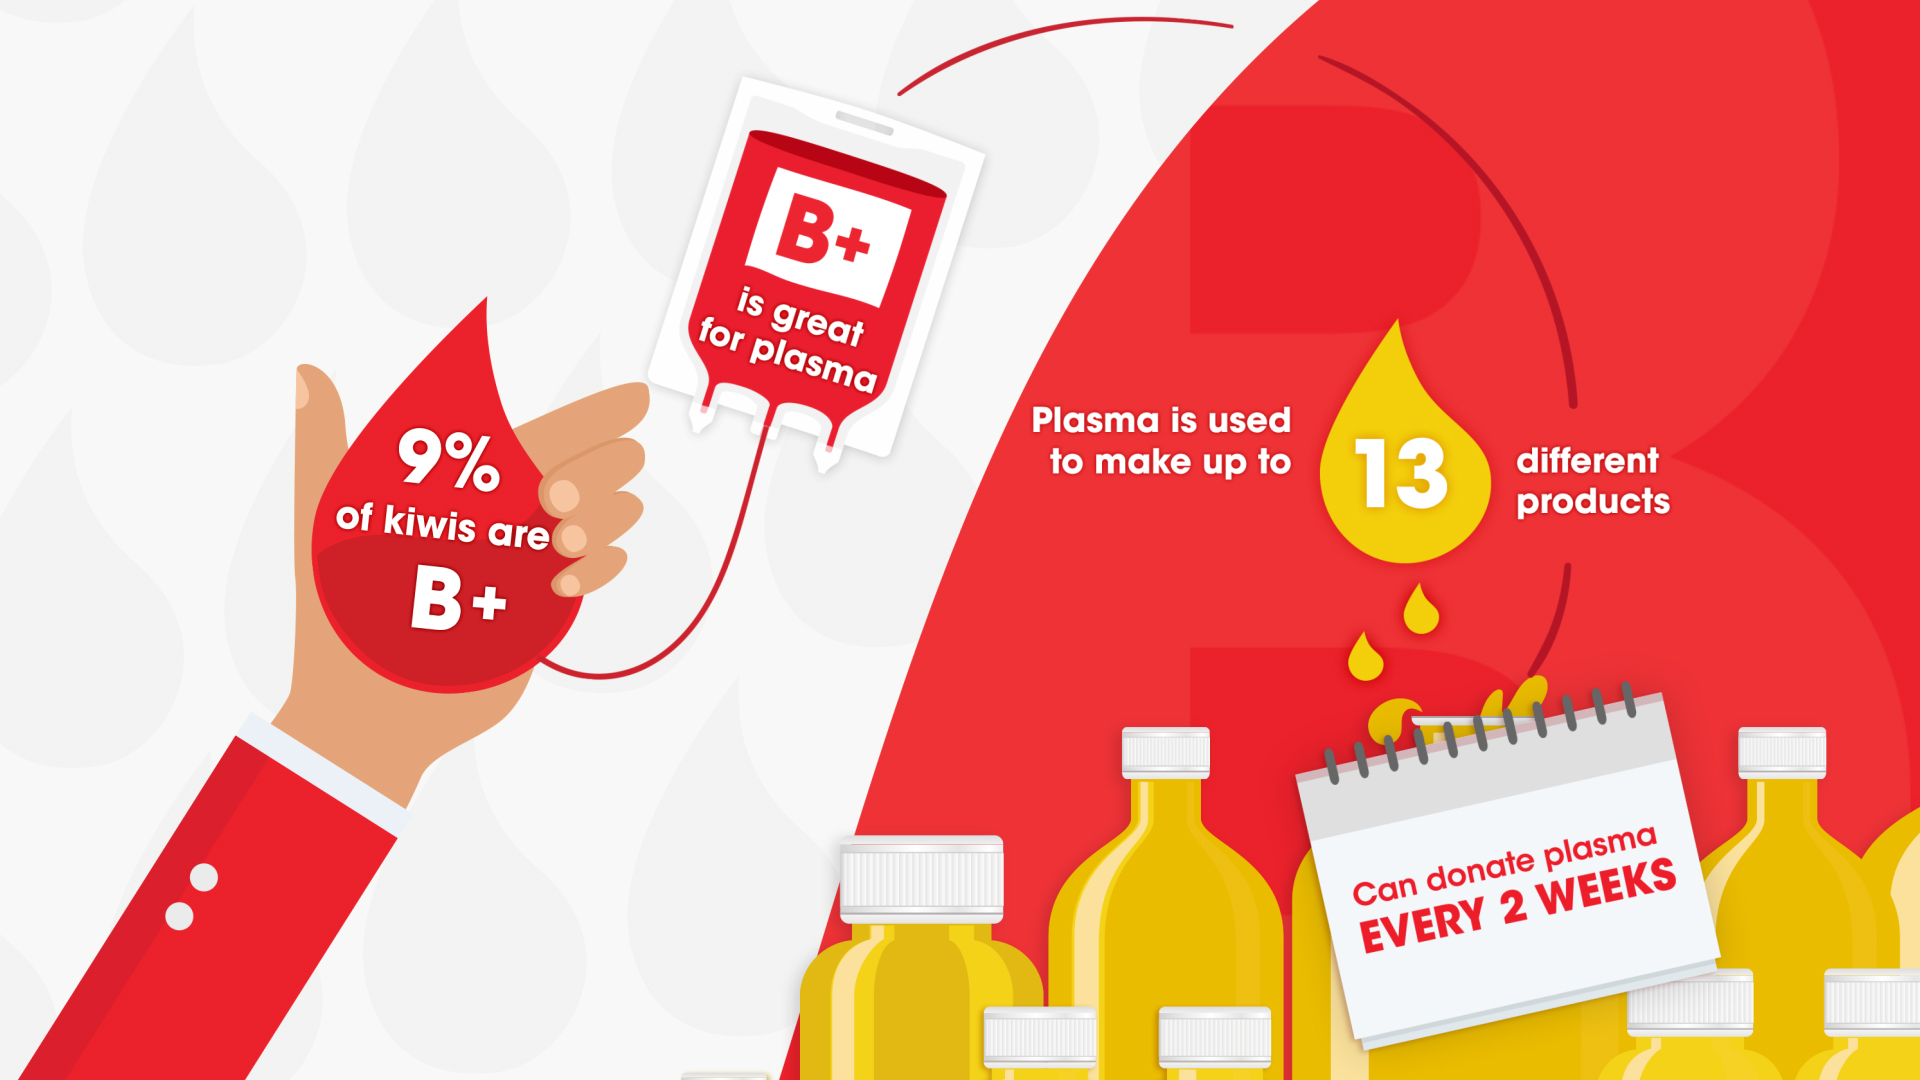 9%
of kiwis are
B+
B+
is great
for plasma
Plasma is used
to make up to
13
different
products
Can donate plasma
EVERY 2 WEEKS